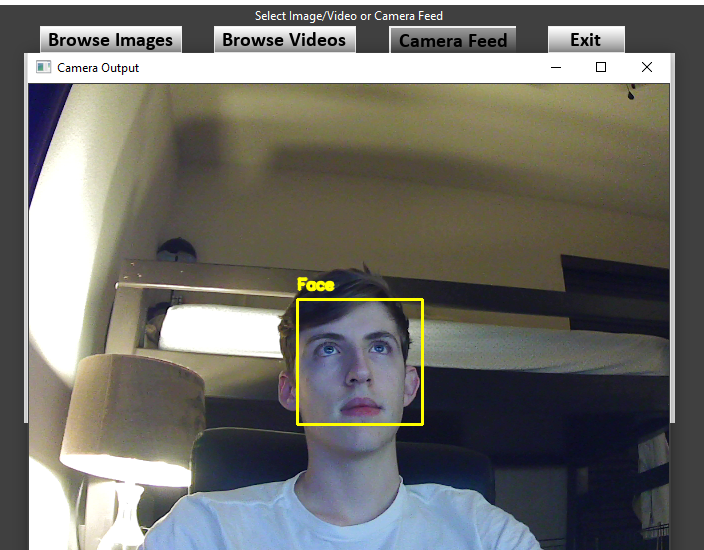 Select Image/Video or Camera Feed
Browse Images Browse Videos Camera Feed Exit
Camera Output
Face